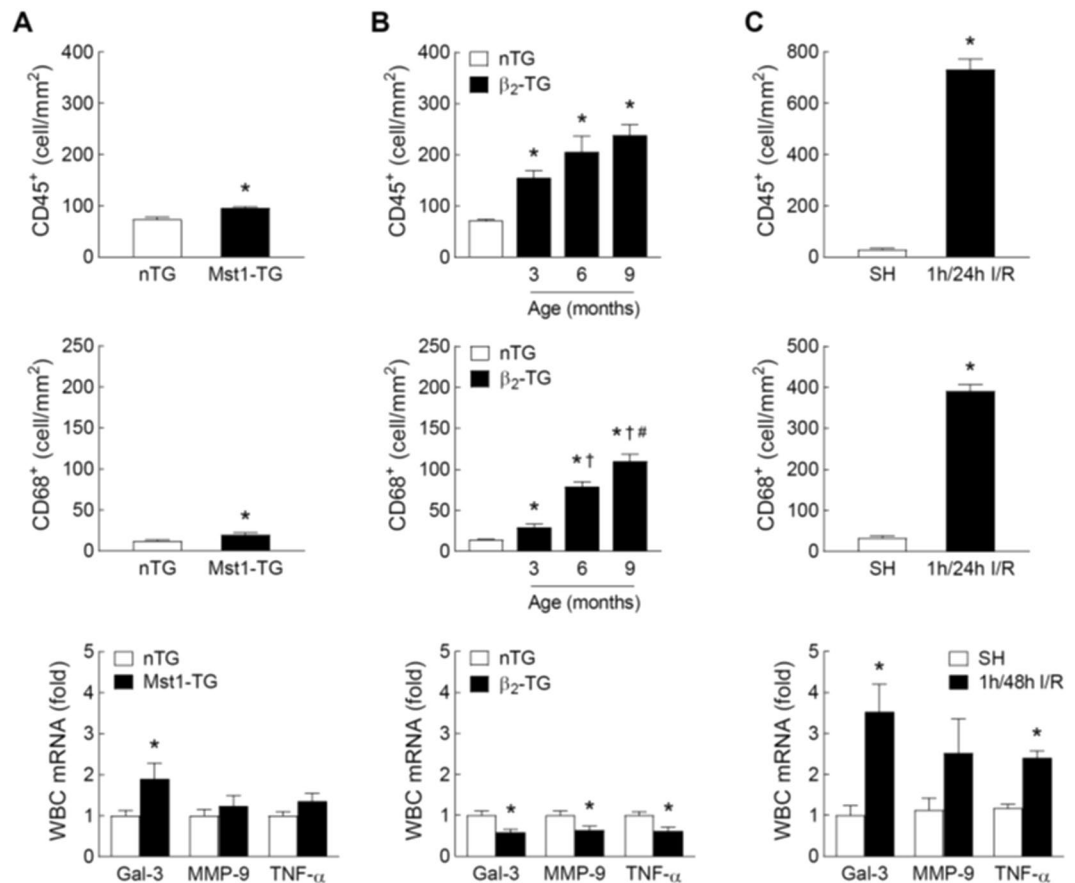 A
CD45+ (cell/mm2)
400
300
200
100
0
*
nTG Mst1-TG
B
CD45+ (cell/mm2)
400
300
200
100
0
nTG
β2-TG
* * *
3 6 9
Age (months)
C
CD45+ (cell/mm2)
800
600
400
200
0
*
SH 1h/24h I/R
CD68+ (cell/mm2)
250
200
150
100
50
0
*
nTG Mst1-TG
CD68+ (cell/mm2)
250
200
150
100
50
0
nTG
β2-TG
* *† *†#
3 6 9
Age (months)
CD68+ (cell/mm2)
500
400
300
200
100
0
*
SH 1h/24h I/R
WBC mRNA (fold)
5
4
3
2
1
0
nTG
Mst1-TG
*
Gal-3 MMP-9 TNF-α
WBC mRNA (fold)
5
4
3
2
1
0
nTG
β2-TG
* * *
Gal-3 MMP-9 TNF-α
WBC mRNA (fold)
5
4
3
2
1
0
SH
1h/48h I/R
* *
Gal-3 MMP-9 TNF-α